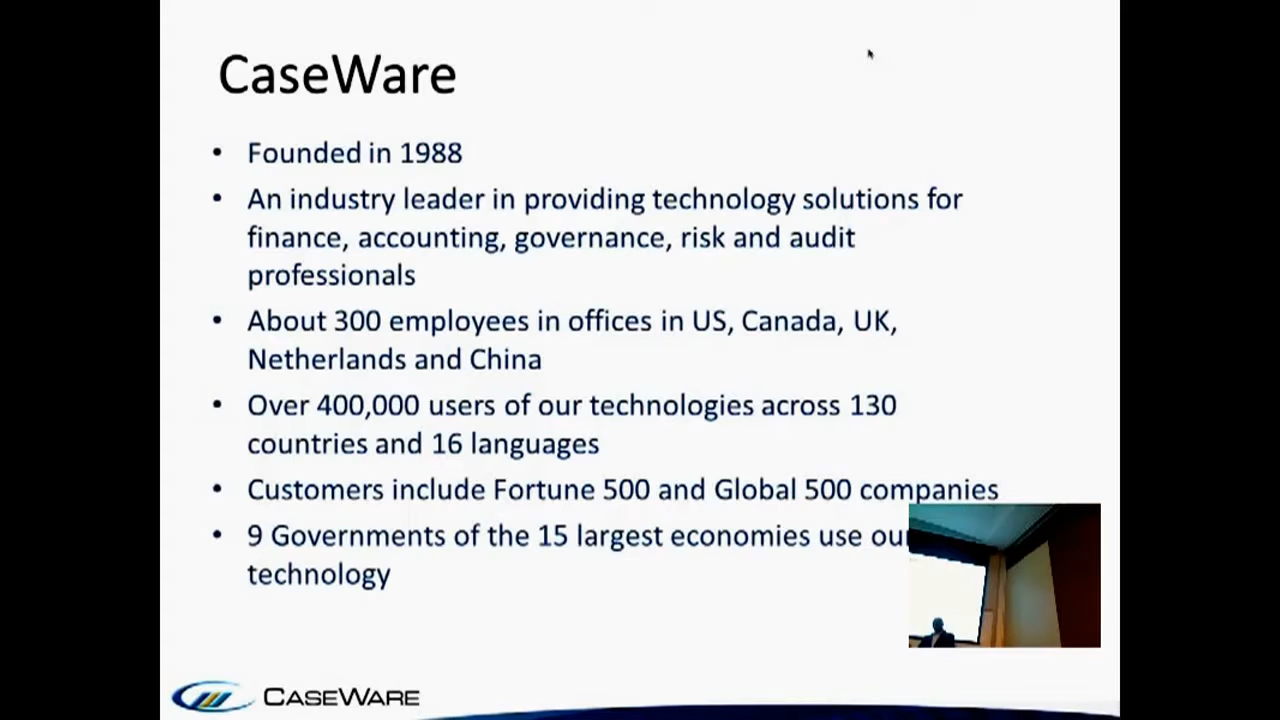 CaseWare
• Founded in 1988
• An industry leader in providing technology solutions for
finance, accounting, governance, risk and audit
professionals
• About 300 employees in offices in US, Canada, UK,
Netherlands and China
• Over 400,000 users of our technologies across 130
countries and 16 languages
• Customers include Fortune 500 and Global 500 companies
• 9 Governments of the 15 largest economies use our
technology
CASEWARE